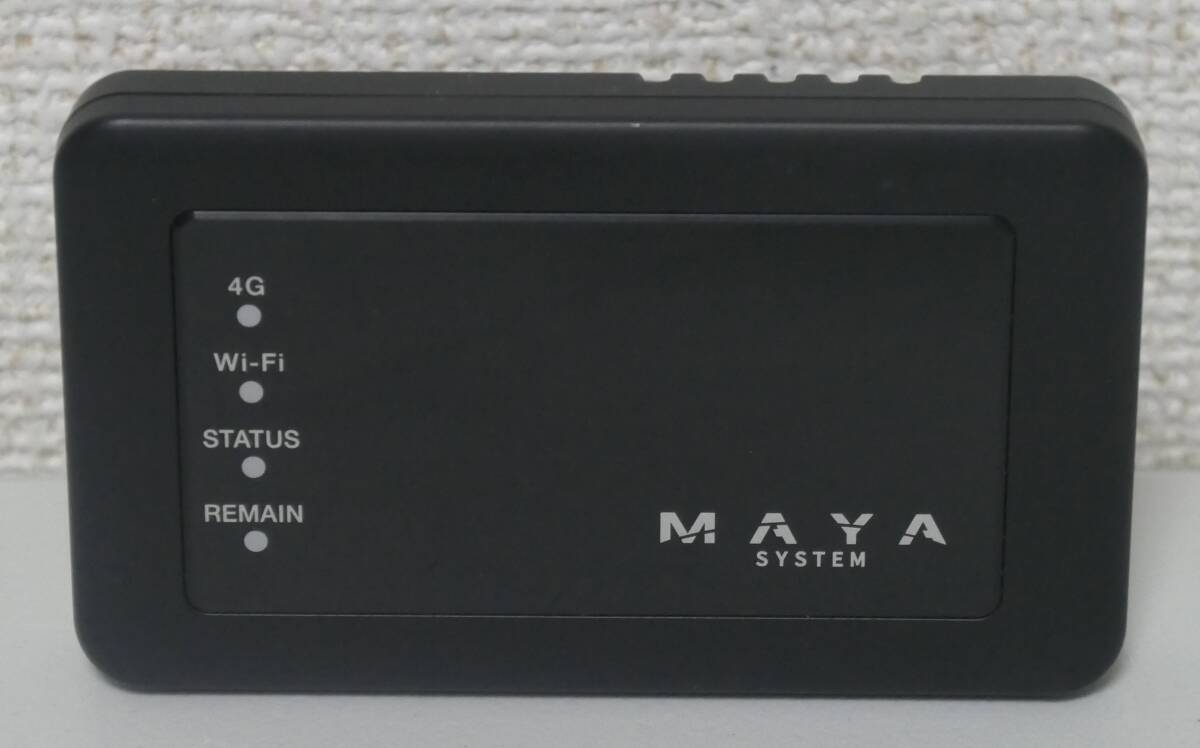 4G
Wi-Fi
STATUS
REMAIN
MAYA
SYSTEM